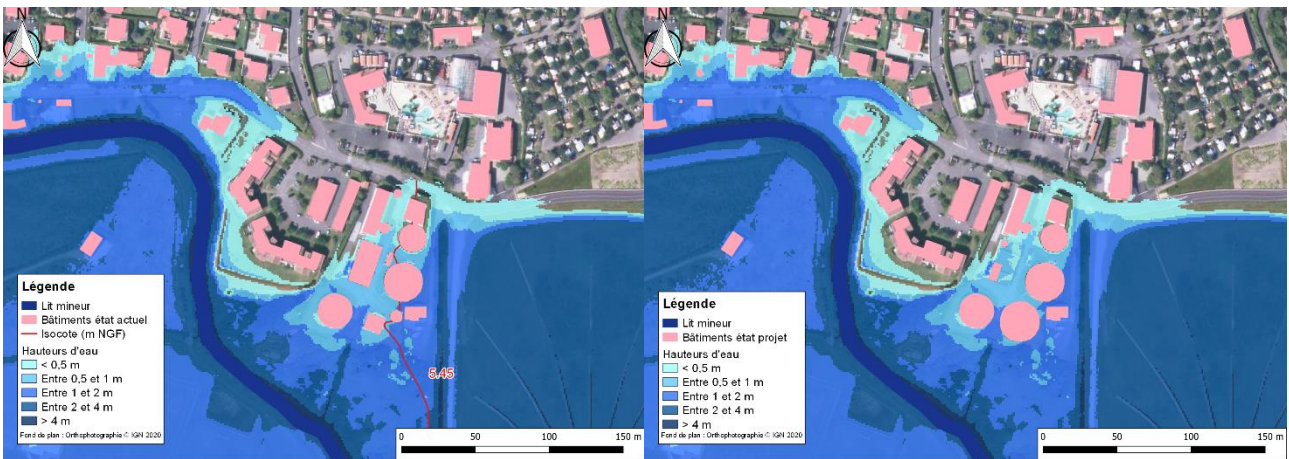 N
Légende
Lit mineur
Bâtiments état actuel
Isocote (m NGF)
Hauteurs d'eau
< 0,5 m
Entre 0,5 et 1 m
Entre 1 et 2 m
Entre 2 et 4 m
> 4 m
Fond de plan : Orthophotographie © IGN 2020
5.45
0 50 100 150 m
N
Légende
Lit mineur
Bâtiments état projet
Hauteurs d'eau
< 0,5 m
Entre 0,5 et 1 m
Entre 1 et 2 m
Entre 2 et 4 m
> 4 m
Fond de plan : Orthophotographie © IGN 2020
0 50 100 150 m